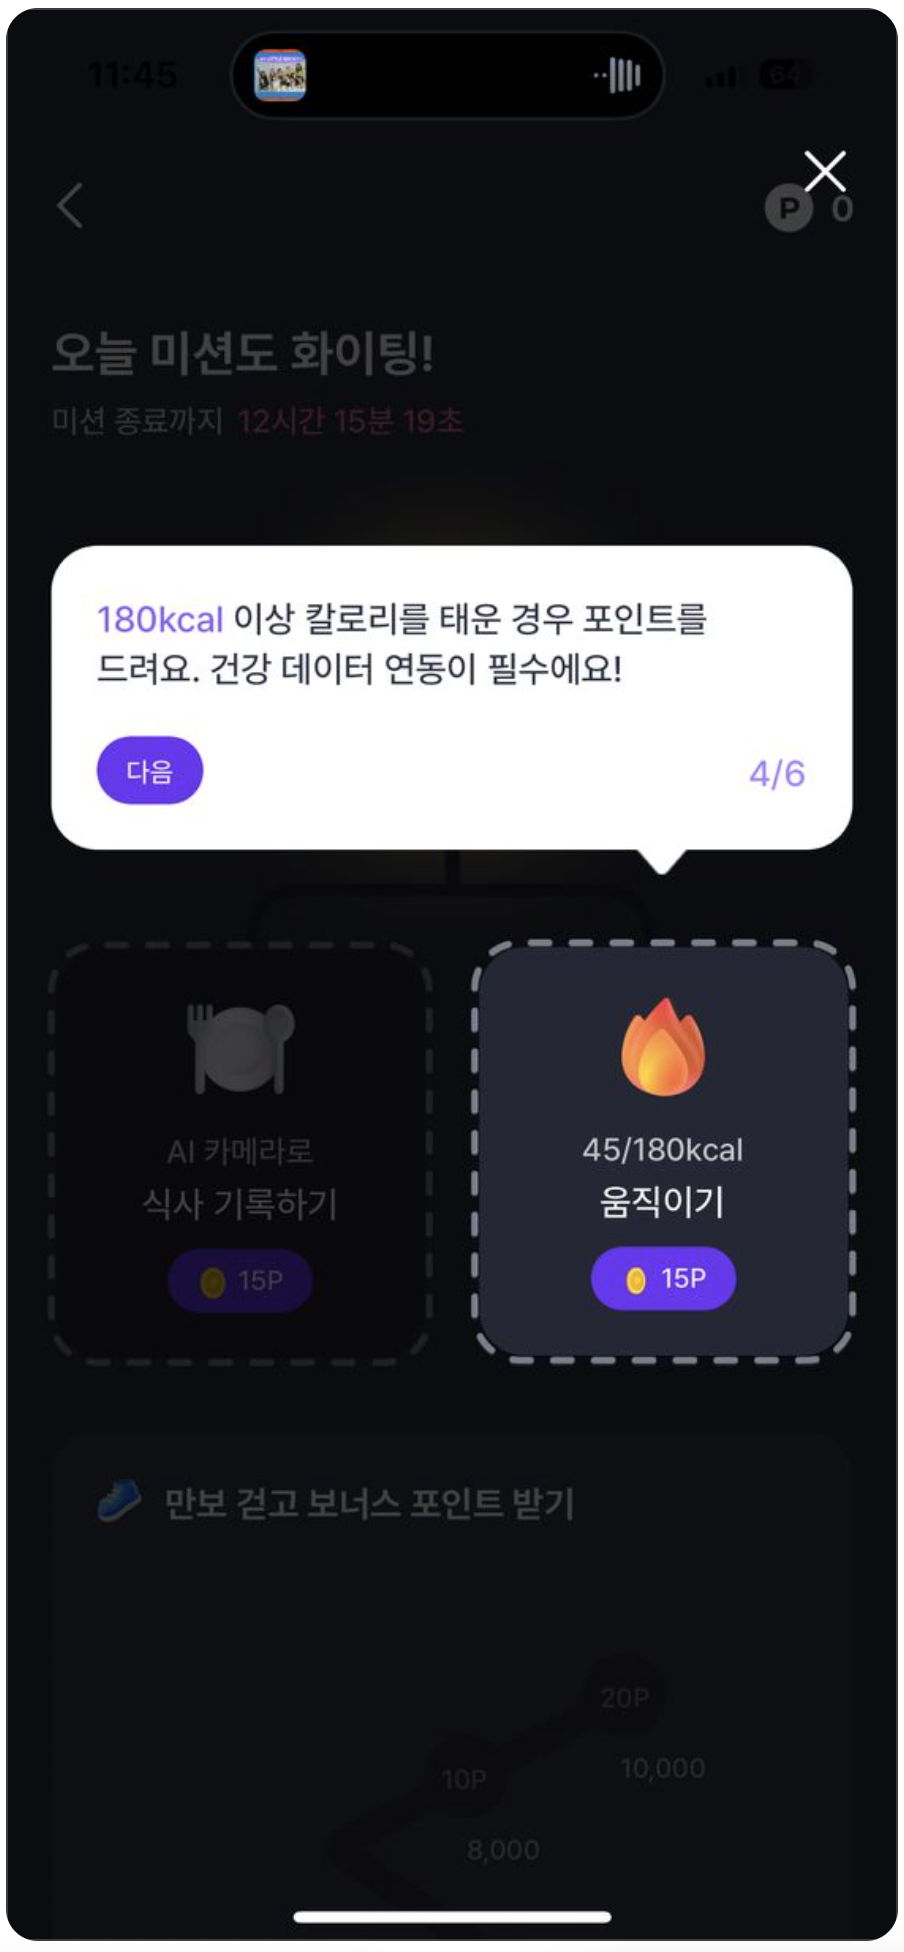 11:45
64
P 0
오늘 미션도 화이팅!
미션 종료까지 12시간 15분 19초
180kcal 이상 칼로리를 태운 경우 포인트를
드려요. 건강 데이터 연동이 필수에요!
다음
4/6
AI 카메라로
식사 기록하기
15P
45/180kcal
움직이기
15P
만보 걷고 보너스 포인트 받기
20P
10,000
10P
8,000